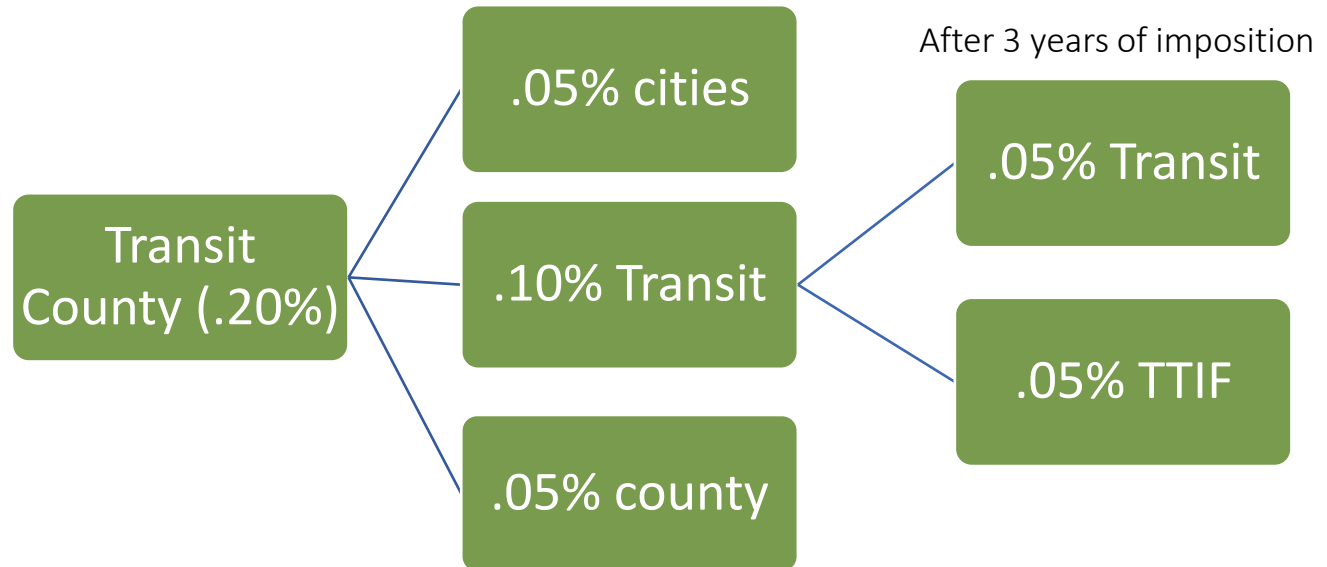 Transit
County (.20%)
.05% cities
.10% Transit
.05% county
After 3 years of imposition
.05% Transit
.05% TTIF